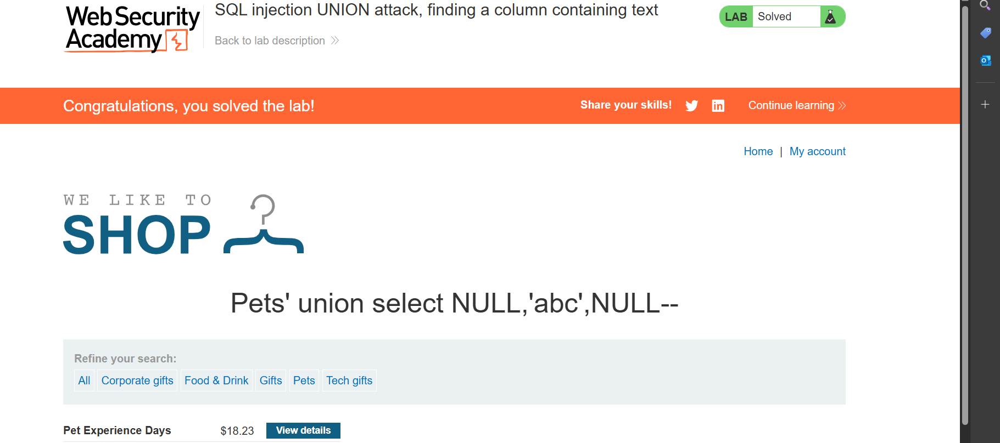 Web Security
Academy
SQL injection UNION attack, finding a column containing text
Back to lab description
LAB Solved
Congratulations, you solved the lab!
Share your skills!
Continue learning
Home | My account
WE LIKE TO
SHOP
Pets' union select NULL,'abc',NULL--
Refine your search:
All Corporate gifts Food & Drink Gifts Pets Tech gifts
Pet Experience Days $18.23 View details